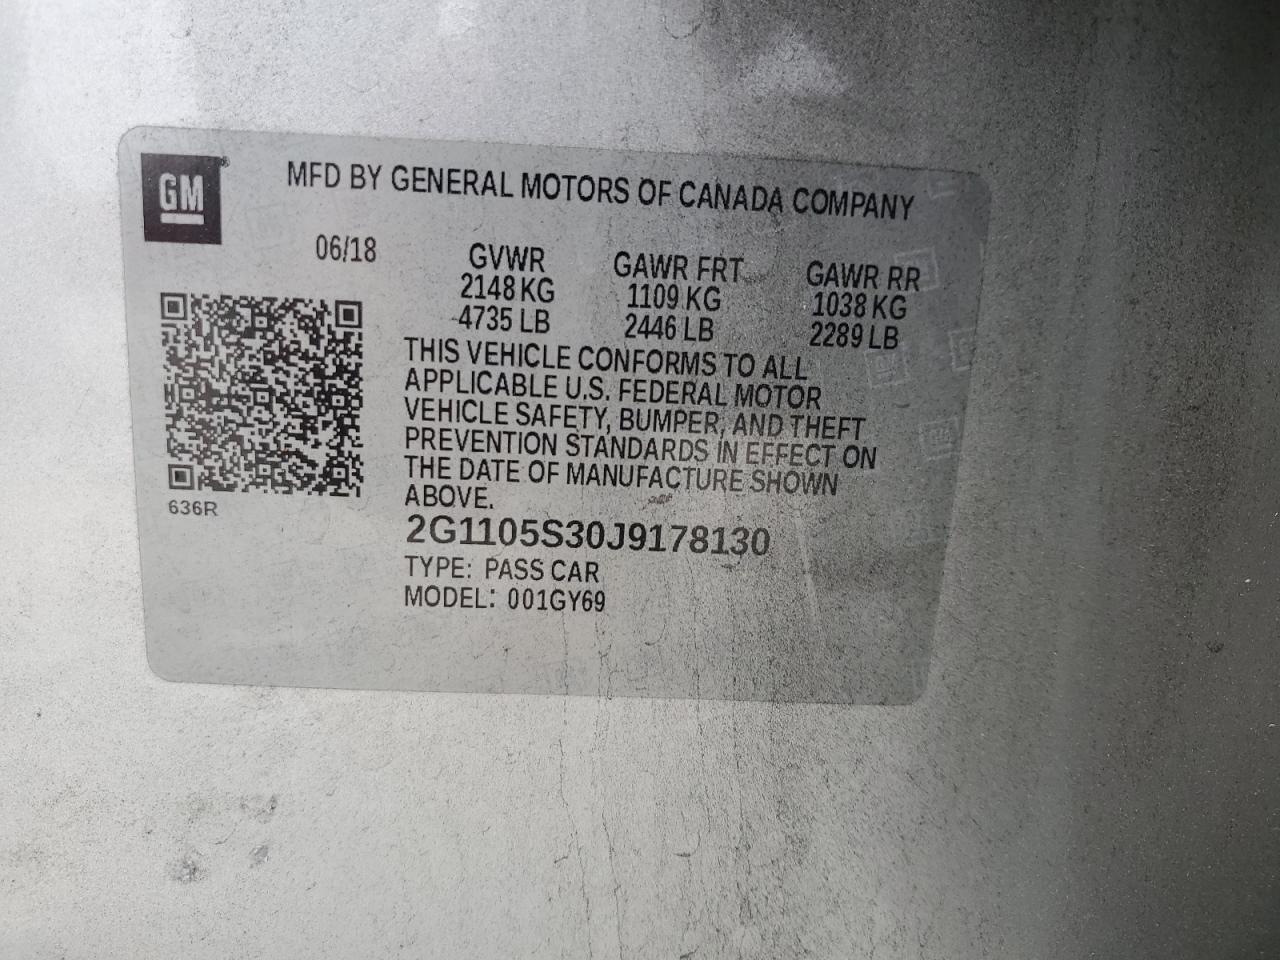 GM
MFD BY GENERAL MOTORS OF CANADA COMPANY
06/18
GVWR GAWR FRT GAWR RR
2148 KG 1109 KG 1038 KG
4735 LB 2446 LB 2289 LB
THIS VEHICLE CONFORMS TO ALL
APPLICABLE U.S. FEDERAL MOTOR
VEHICLE SAFETY, BUMPER, AND THEFT
PREVENTION STANDARDS IN EFFECT ON
THE DATE OF MANUFACTURE SHOWN
ABOVE.
636R
2G1105S30J9178130
TYPE: PASS CAR
MODEL: 001GY69